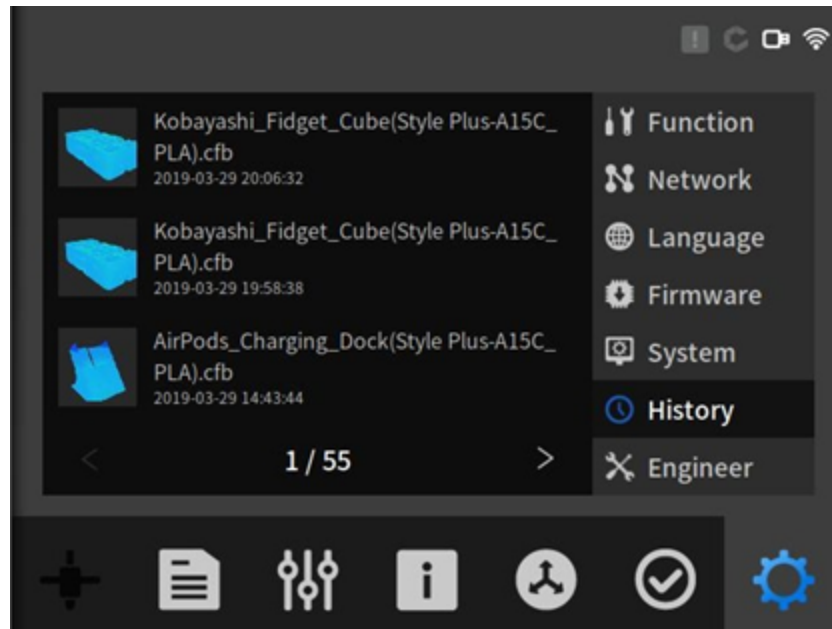 Kobayashi_Fidget_Cube(Style Plus-A15C_
PLA).cfb
2019-03-29 20:06:32
Kobayashi_Fidget_Cube(Style Plus-A15C_
PLA).cfb
2019-03-29 19:58:38
AirPods_Charging_Dock(Style Plus-A15C_
PLA).cfb
2019-03-29 14:43:44
< 1 / 55 >
Function
Network
Language
Firmware
System
History
Engineer